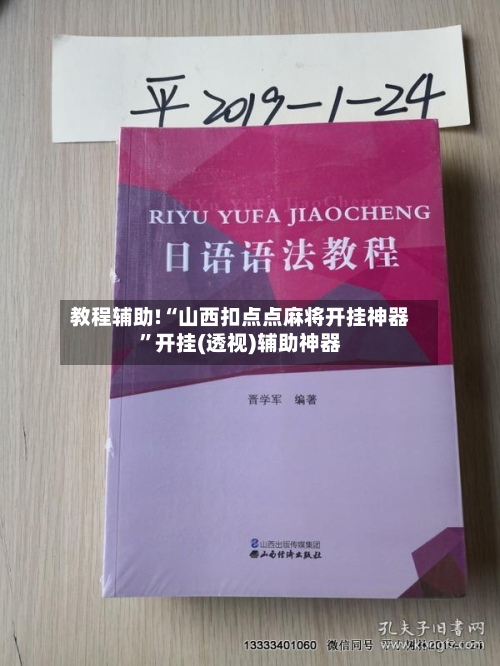 平 2019-1-24
RIYU YUFA JIAOCHENG
日语语法教程
教程辅助!“山西扣点点麻将开挂神器
”开挂(透视)辅助神器
晋学军 编著
山西出版传媒集团
山西经济出版社
孔夫子旧书网
13333401060 微信同号